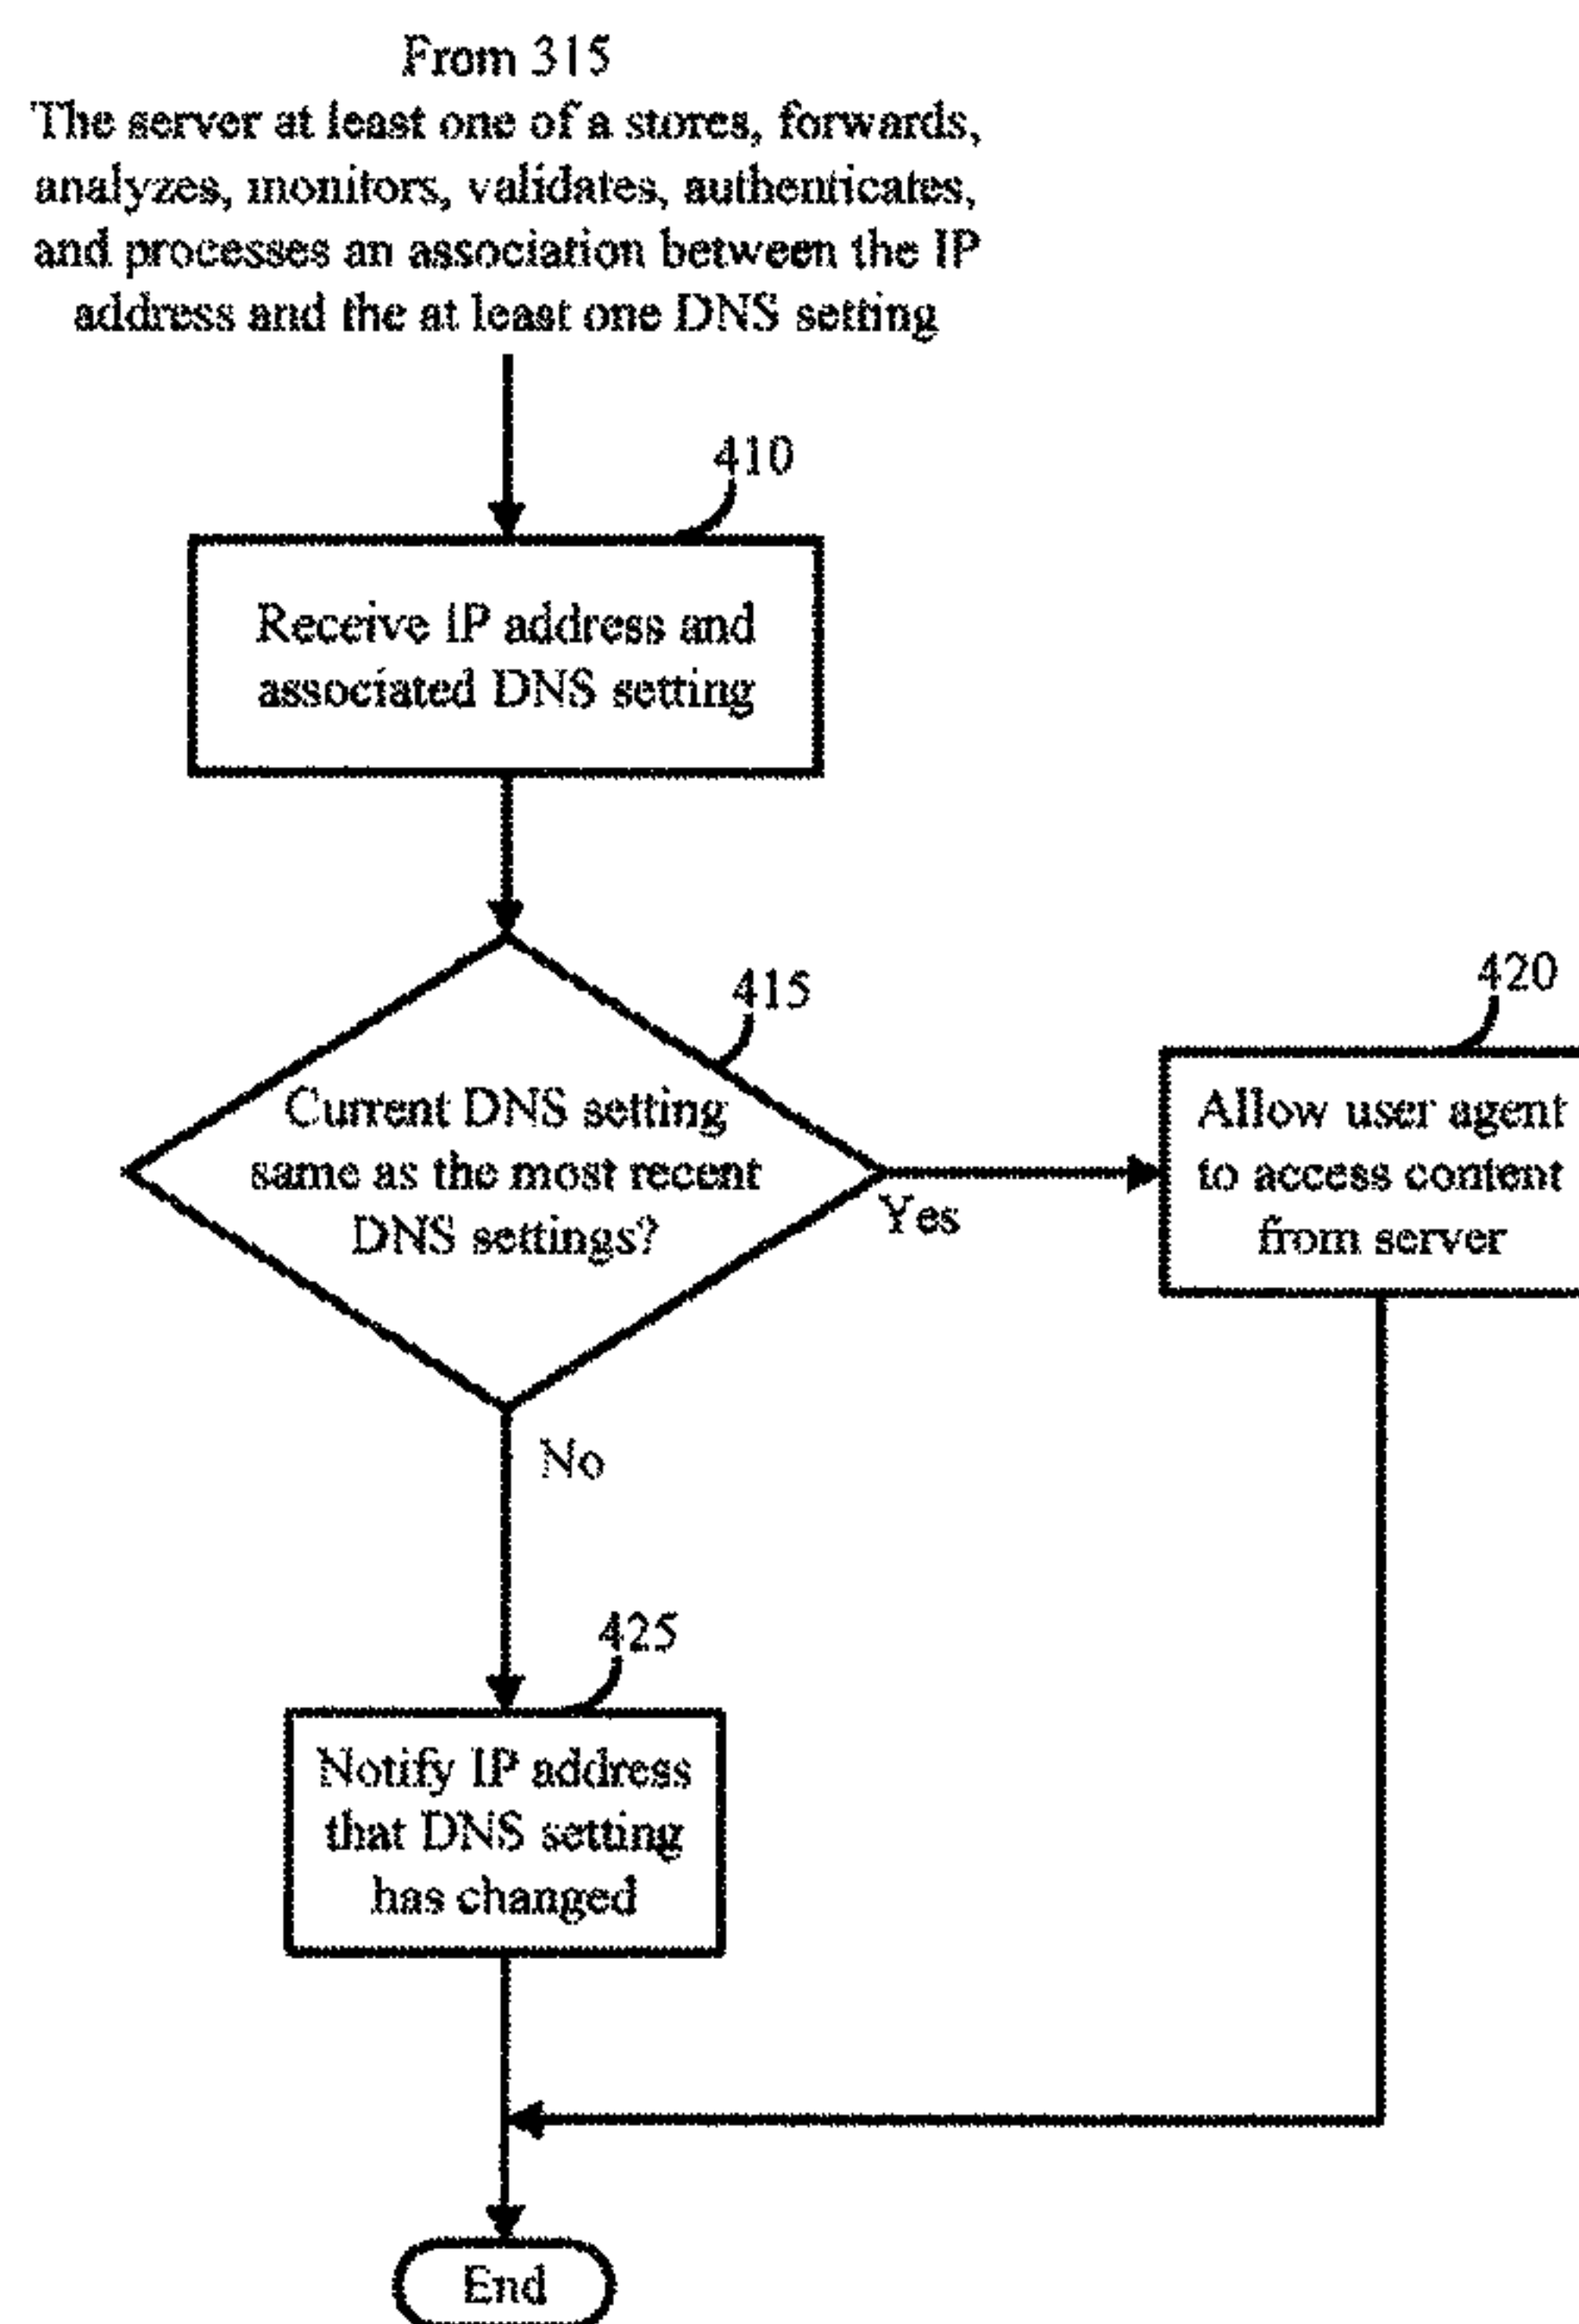 From 315
The server at least one of a stores, forwards,
analyzes, monitors, validates, authenticates,
and processes an association between the IP
address and the at least one DNS setting
410
Receive IP address and
associated DNS setting
415
Current DNS setting
same as the most recent
DNS settings?
Yes
420
Allow user agent
to access content
from server
No
425
Notify IP address
that DNS setting
has changed
End